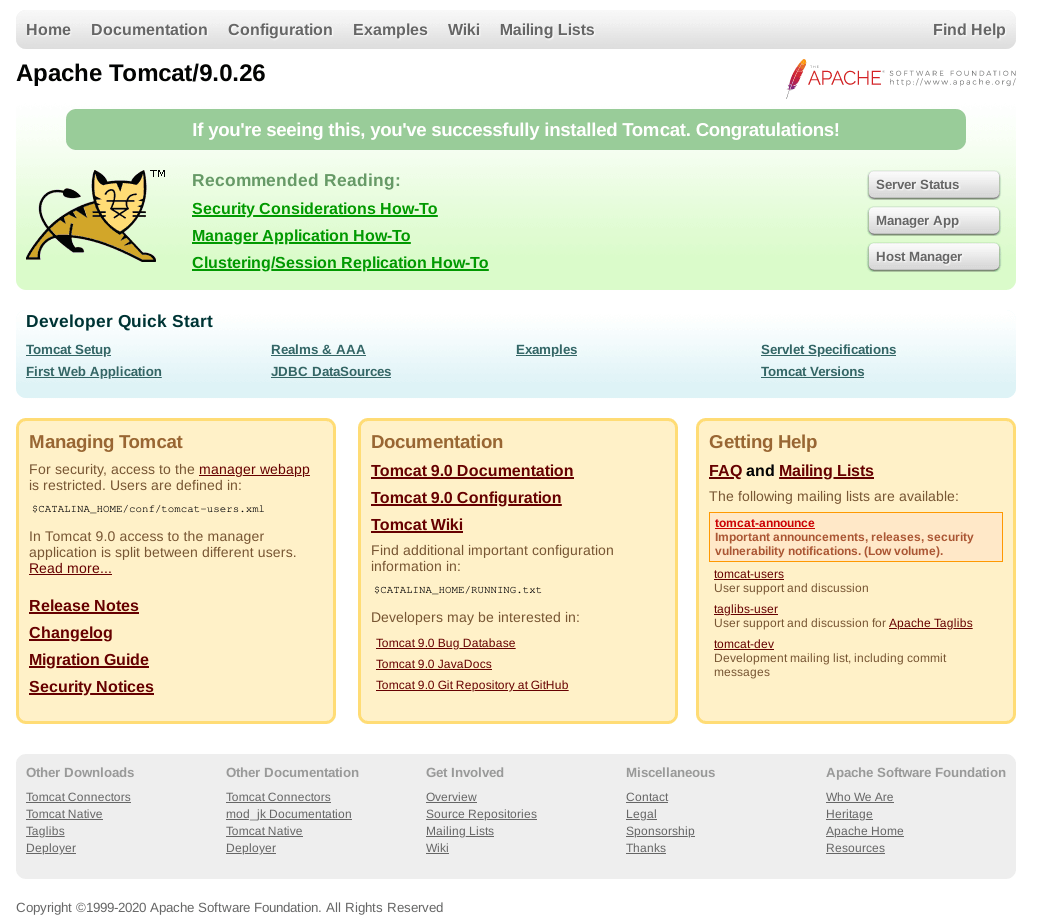 Home Documentation Configuration Examples Wiki Mailing Lists Find Help
Apache Tomcat/9.0.26
THE APACHE® SOFTWARE FOUNDATION
http://www.apache.org/
If you're seeing this, you've successfully installed Tomcat. Congratulations!
TM
Recommended Reading:
Security Considerations How-To
Manager Application How-To
Clustering/Session Replication How-To
Server Status
Manager App
Host Manager
Developer Quick Start
Tomcat Setup
First Web Application
Realms & AAA
JDBC DataSources
Examples
Servlet Specifications
Tomcat Versions
Managing Tomcat
For security, access to the manager webapp
is restricted. Users are defined in:
$CATALINA_HOME/conf/tomcat-users.xml
In Tomcat 9.0 access to the manager
application is split between different users.
Read more...
Release Notes
Changelog
Migration Guide
Security Notices
Documentation
Tomcat 9.0 Documentation
Tomcat 9.0 Configuration
Tomcat Wiki
Find additional important configuration
information in:
$CATALINA_HOME/RUNNING.txt
Developers may be interested in:
Tomcat 9.0 Bug Database
Tomcat 9.0 JavaDocs
Tomcat 9.0 Git Repository at GitHub
Getting Help
FAQ and Mailing Lists
The following mailing lists are available:
tomcat-announce
Important announcements, releases, security
vulnerability notifications. (Low volume).
tomcat-users
User support and discussion
taglibs-user
User support and discussion for Apache Taglibs
tomcat-dev
Development mailing list, including commit
messages
Other Downloads
Tomcat Connectors
Tomcat Native
Taglibs
Deployer
Other Documentation
Tomcat Connectors
mod_jk Documentation
Tomcat Native
Deployer
Get Involved
Overview
Source Repositories
Mailing Lists
Wiki
Miscellaneous
Contact
Legal
Sponsorship
Thanks
Apache Software Foundation
Who We Are
Heritage
Apache Home
Resources
Copyright ©1999-2020 Apache Software Foundation. All Rights Reserved